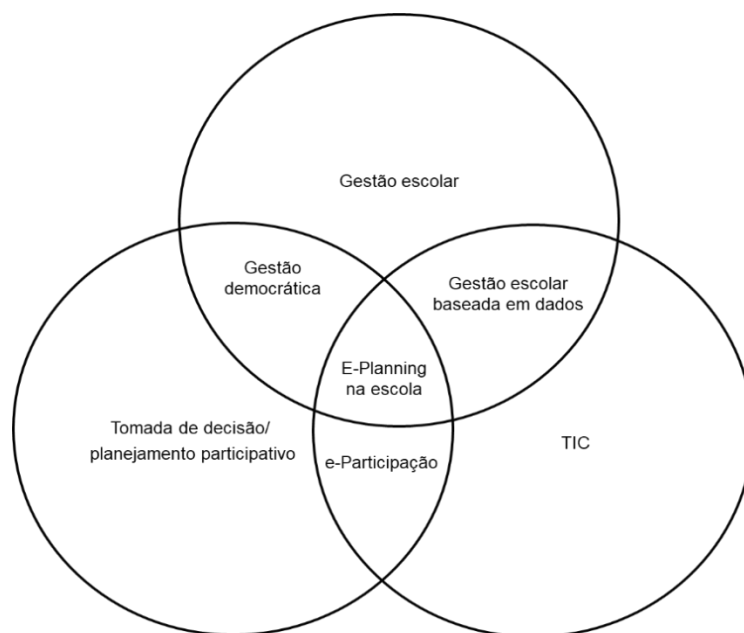 Gestão escolar
Gestão
democrática
Gestão escolar
baseada em dados
E-Planning
na escola
Tomada de decisão/
planejamento participativo
e-Participação
TIC